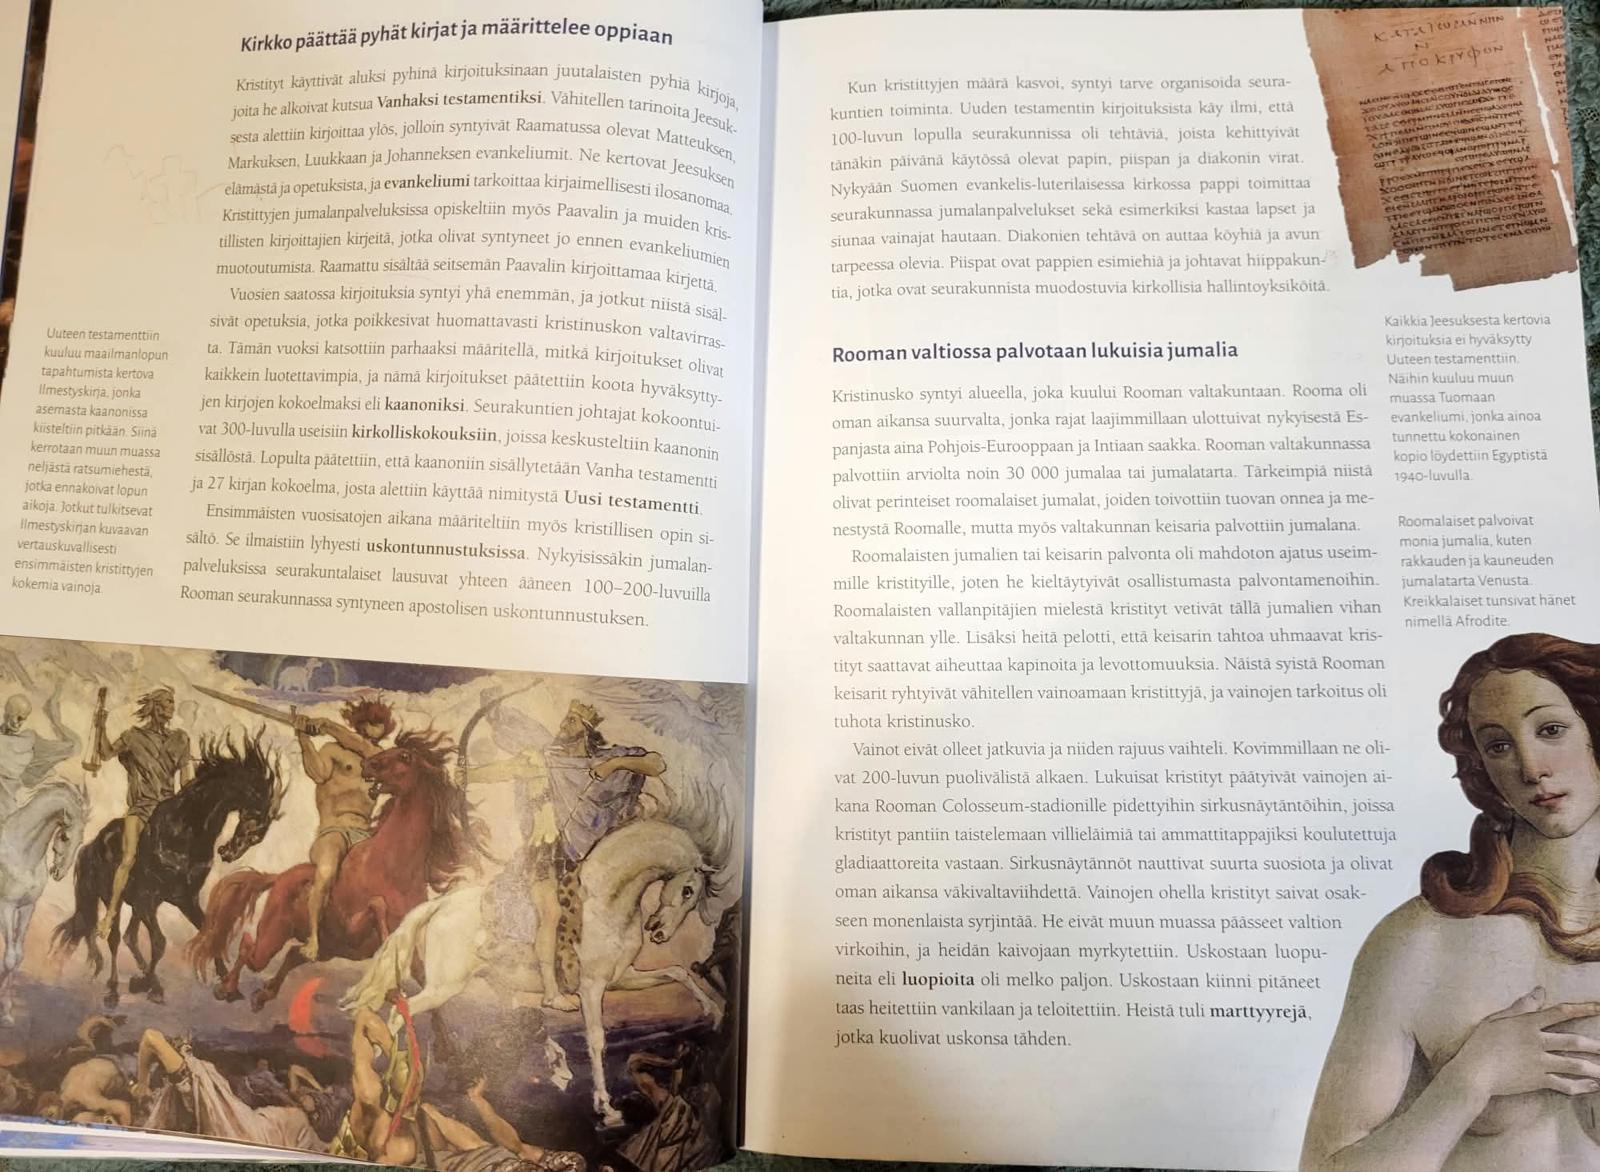 Kirkko päättää pyhät kirjat ja määrittelee oppiaan
Kristityt käyttivät aluksi pyhinä kirjoituksinaan juutalaisten pyhiä kirjoja,
joita he alkoivat kutsua Vanhaksi testamentiksi. Vähitellen tarinoita Jeesuk-
sesta alettiin kirjoittaa ylös, jolloin syntyivät Raamatussa olevat Matteuksen,
Markuksen, Luukkaan ja Johanneksen evankeliumit. Ne kertovat Jeesuksen
elämästä ja opetuksista, ja evankeliumi tarkoittaa kirjaimellisesti ilosanomaa.
Kristittyjen jumalanpalveluksissa opiskeltiin myös Paavalin ja muiden kris-
tillisten kirjoittajien kirjeitä, jotka olivat syntyneet jo ennen evankeliumien
muotoutumista. Raamattu sisältää seitsemän Paavalin kirjoittamaa kirjettä.
Vuosien saatossa kirjoituksia syntyi yhä enemmän, ja jotkut niistä sisäl-
sivät opetuksia, jotka poikkesivat huomattavasti kristinuskon valtavirras-
ta. Tämän vuoksi katsottiin parhaaksi määritellä, mitkä kirjoitukset olivat
kaikkein luotettavimpia, ja nämä kirjoitukset päätettiin koota hyväksytty-
jen kirjojen kokoelmaksi eli kaanoniksi. Seurakuntien johtajat kokoontui-
vat 300-luvulla useisiin kirkolliskokouksiin, joissa keskusteltiin kaanonin
sisällöstä. Lopulta päätettiin, että kaanoniin sisällytetään Vanha testamentti
ja 27 kirjan kokoelma, josta alettiin käyttää nimitystä Uusi testamentti.
Ensimmäisten vuosisatojen aikana määriteltiin myös kristillisen opin si-
sältö. Se ilmaistiin lyhyesti uskontunnustuksissa. Nykyisissäkin jumalan-
palveluksissa seurakuntalaiset lausuvat yhteen ääneen 100–200-luvuilla
Rooman seurakunnassa syntyneen apostolisen uskontunnustuksen.
Uuteen testamenttiin
kuuluu maailmanlopun
tapahtumista kertova
Ilmestyskirja, jonka
asemasta kaanonissa
kiisteltiin pitkään. Siinä
kerrotaan muun muassa
neljästä ratsumiehestä,
jotka ennakoivat lopun
aikoja. Jotkut tulkitsevat
Ilmestyskirjan kuvaavan
vertauskuvallisesti
ensimmäisten kristittyjen
kokemia vainoja.
Kun kristittyjen määrä kasvoi, syntyi tarve organisoida seura-
kuntien toiminta. Uuden testamentin kirjoituksista käy ilmi, että
100-luvun lopulla seurakunnissa oli tehtäviä, joista kehittyivät
tänäkin päivänä käytössä olevat papin, piispan ja diakonin virat.
Nykyään Suomen evankelis-luterilaisessa kirkossa pappi toimittaa
seurakunnassa jumalanpalvelukset sekä esimerkiksi kastaa lapset ja
siunaa vainajat hautaan. Diakonien tehtävä on auttaa köyhiä ja avun
tarpeessa olevia. Piispat ovat pappien esimiehiä ja johtavat hiippakun-
tia, jotka ovat seurakunnista muodostuvia kirkollisia hallintoyksiköitä.
Rooman valtiossa palvotaan lukuisia jumalia
Kristinusko syntyi alueella, joka kuului Rooman valtakuntaan. Rooma oli
oman aikansa suurvalta, jonka rajat laajimmillaan ulottuivat nykyisestä Es-
panjasta aina Pohjois-Eurooppaan ja Intiaan saakka. Rooman valtakunnassa
palvottiin arviolta noin 30 000 jumalaa tai jumalatarta. Tärkeimpiä niistä
olivat perinteiset roomalaiset jumalat, joiden toivottiin tuovan onnea ja me-
nestystä Roomalle, mutta myös valtakunnan keisaria palvottiin jumalana.
Roomalaisten jumalien tai keisarin palvonta oli mahdoton ajatus useim-
mille kristityille, joten he kieltäytyivät osallistumasta palvontamenoihin.
Roomalaisten vallanpitäjien mielestä kristityt vetivät tällä jumalien vihan
valtakunnan ylle. Lisäksi heitä pelotti, että keisarin tahtoa uhmaavat kris-
tityt saattavat aiheuttaa kapinoita ja levottomuuksia. Näistä syistä Rooman
keisarit ryhtyivät vähitellen vainoamaan kristittyjä, ja vainojen tarkoitus oli
tuhota kristinusko.
Vainot eivät olleet jatkuvia ja niiden rajuus vaihteli. Kovimmillaan ne oli-
vat 200-luvun puolivälistä alkaen. Lukuisat kristityt päätyivät vainojen ai-
kana Rooman Colosseum-stadionille pidettyihin sirkusnäytäntöihin, joissa
kristityt pantiin taistelemaan villieläimiä tai ammattitappajiksi koulutettuja
gladiaattoreita vastaan. Sirkusnäytännöt nauttivat suurta suosiota ja olivat
oman aikansa väkivaltaviihdettä. Vainojen ohella kristityt saivat osak-
seen monenlaista syrjintää. He eivät muun muassa päässeet valtion
virkoihin, ja heidän kaivojaan myrkytettiin. Uskostaan luopu-
neita eli luopioita oli melko paljon. Uskostaan kiinni pitäneet
taas heitettiin vankilaan ja teloitettiin. Heistä tuli marttyyrejä,
jotka kuolivat uskonsa tähden.
Kaikkia Jeesuksesta kertovia
kirjoituksia ei hyväksytty
Uuteen testamenttiin.
Näihin kuuluu muun
muassa Tuomaan
evankeliumi, jonka ainoa
tunnettu kokonainen
kopio löydettiin Egyptistä
1940-luvulla.
Roomalaiset palvoivat
monia jumalia, kuten
rakkauden ja kauneuden
jumalatarta Venusta.
Kreikkalaiset tunsivat hänet
nimellä Afrodite.